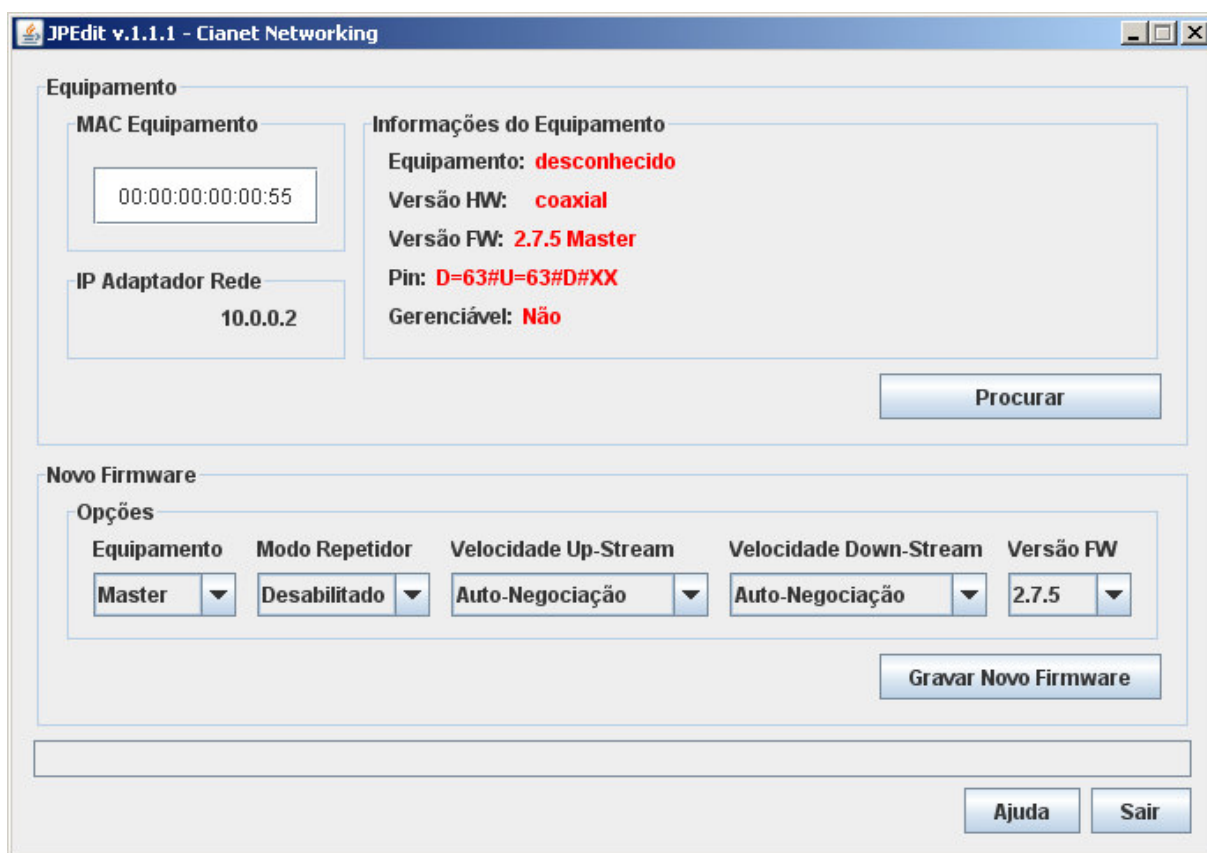 JPEdit v.1.1.1 - Cianet Networking
Equipamento
MAC Equipamento
00:00:00:00:00:55
IP Adaptador Rede
10.0.0.2
Informações do Equipamento
Equipamento: desconhecido
Versão HW: coaxial
Versão FW: 2.7.5 Master
Pin: D=63#U=63#D#XX
Gerenciável: Não
Procurar
Novo Firmware
Opções
Equipamento Modo Repetidor Velocidade Up-Stream Velocidade Down-Stream Versão FW
Master Desabilitado Auto-Negociação Auto-Negociação 2.7.5
Gravar Novo Firmware
Ajuda Sair